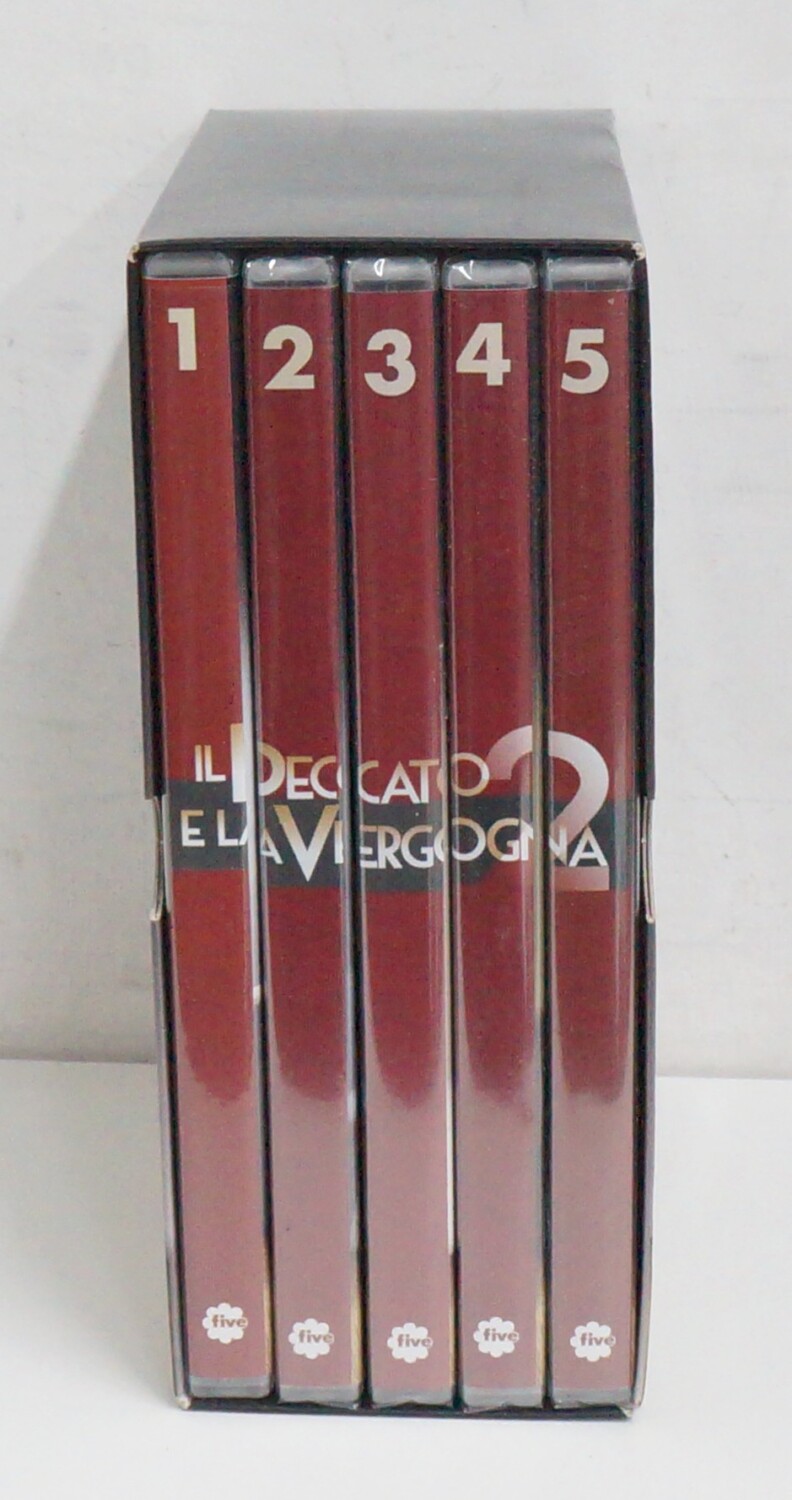 1 2 3 4 5
IL PECCATO 2
E LA VERGOGNA
five five five five five